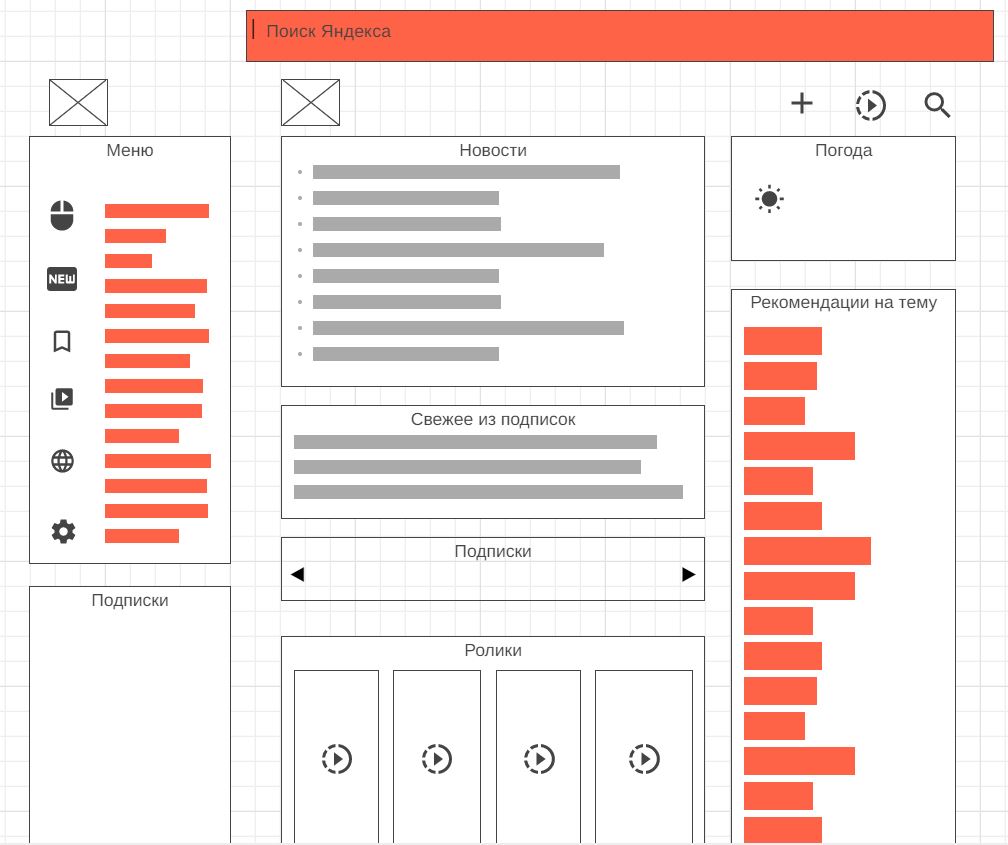 Поиск Яндекса
Меню
NEW
Подписки
Новости
Свежее из подписок
Подписки
Ролики
Погода
Рекомендации на тему